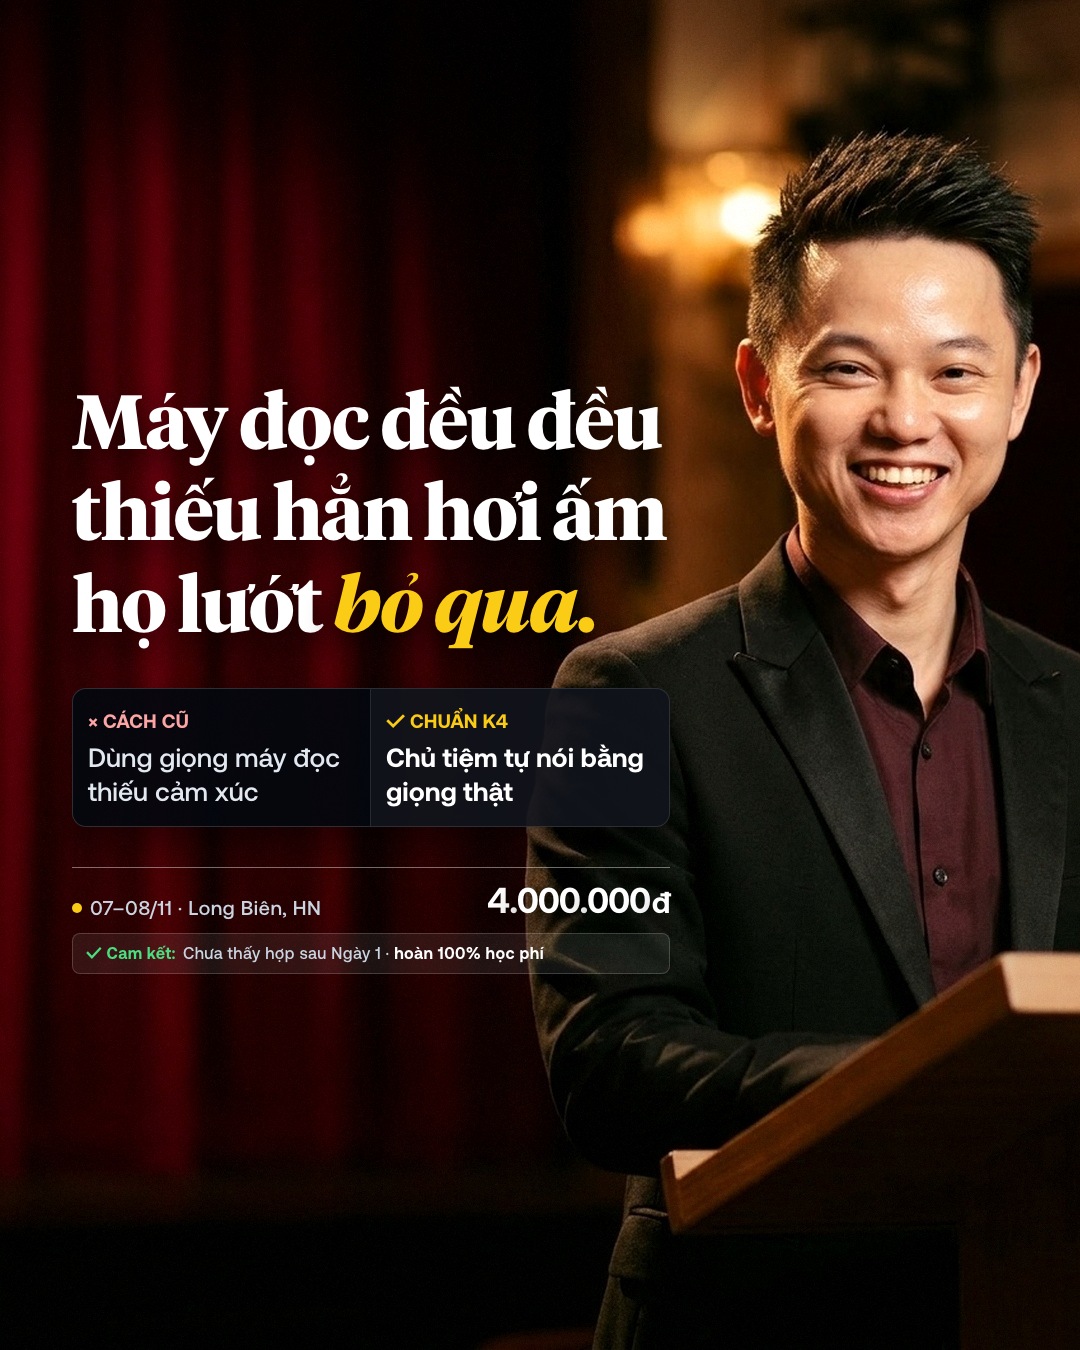 Máy đọc đều đều
thiếu hẳn hơi ấm
họ lướt bỏ qua.
× CÁCH CŨ
Dùng giọng máy đọc
thiếu cảm xúc
✓ CHUẨN K4
Chủ tiệm tự nói bằng
giọng thật
07–08/11 · Long Biên, HN
4.000.000đ
✓ Cam kết: Chưa thấy hợp sau Ngày 1 · hoàn 100% học phí